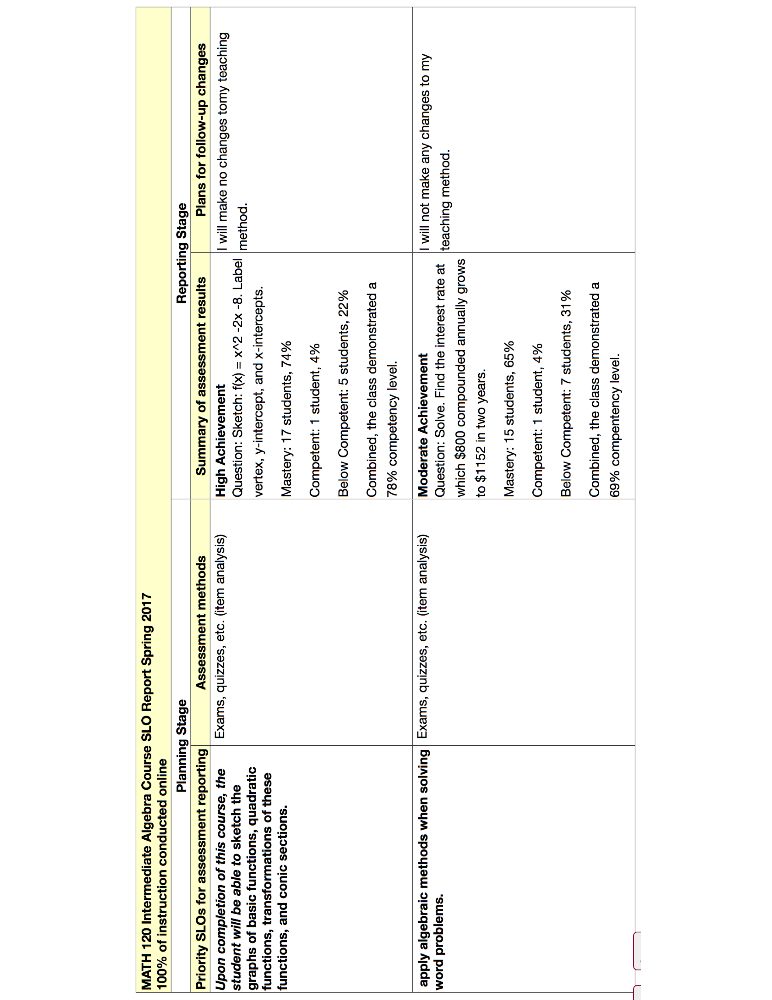 MATH 120 Intermediate Algebra Course SLO Report Spring 2017
100% of instruction conducted online
Planning Stage
Reporting Stage
Priority SLOs for assessment reporting
Assessment methods
Summary of assessment results
Plans for follow-up changes
Upon completion of this course, the
student will be able to sketch the
graphs of basic functions, quadratic
functions, transformations of these
functions, and conic sections.
Exams, quizzes, etc. (item analysis)
High Achievement
Question: Sketch: f(x) = x^2 -2x -8. Label
vertex, y-intercept, and x-intercepts.
Mastery: 17 students, 74%
Competent: 1 student, 4%
Below Competent: 5 students, 22%
Combined, the class demonstrated a
78% competency level.
I will make no changes tomy teaching
method.
apply algebraic methods when solving
word problems.
Exams, quizzes, etc. (item analysis)
Moderate Achievement
Question: Solve. Find the interest rate at
which $800 compounded annually grows
to $1152 in two years.
Mastery: 15 students, 65%
Competent: 1 student, 4%
Below Competent: 7 students, 31%
Combined, the class demonstrated a
69% compentency level.
I will not make any changes to my
teaching method.